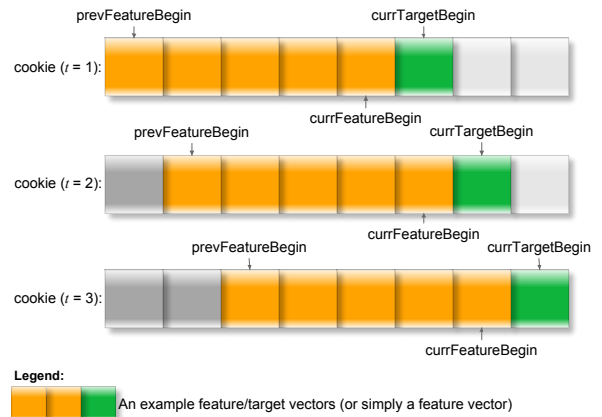 prevFeatureBegin
currTargetBegin
cookie (t = 1):
currFeatureBegin
prevFeatureBegin
currTargetBegin
cookie (t = 2):
currFeatureBegin
prevFeatureBegin
currTargetBegin
cookie (t = 3):
currFeatureBegin
Legend:
An example feature/target vectors (or simply a feature vector)